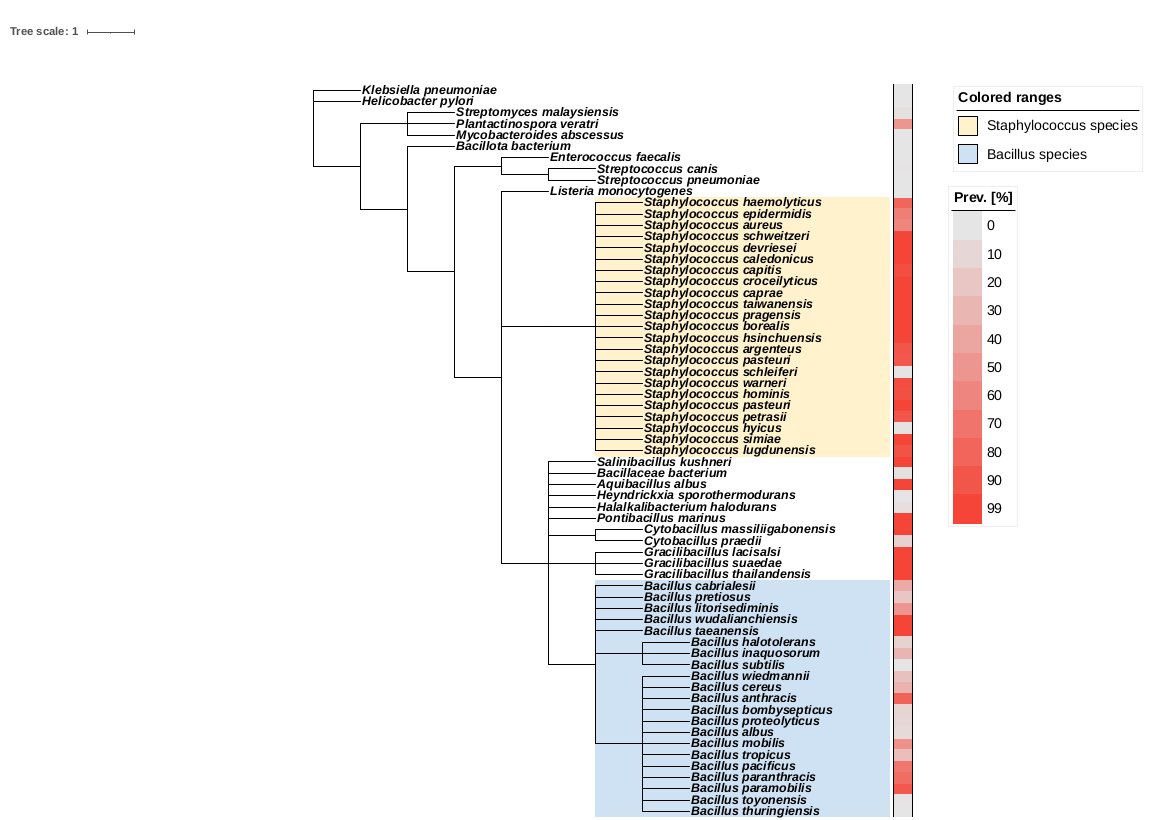 Tree scale: 1
Klebsiella pneumoniae
Helicobacter pylori
Streptomyces malaysiensis
Plantactinospora veratri
Mycobacteroides abscessus
Bacillota bacterium
Enterococcus faecalis
Streptococcus canis
Streptococcus pneumoniae
Listeria monocytogenes
Staphylococcus haemolyticus
Staphylococcus epidermidis
Staphylococcus aureus
Staphylococcus schweitzeri
Staphylococcus devriesei
Staphylococcus caledonicus
Staphylococcus capitis
Staphylococcus croceilyticus
Staphylococcus caprae
Staphylococcus taiwanensis
Staphylococcus pragensis
Staphylococcus borealis
Staphylococcus hsinchuensis
Staphylococcus argenteus
Staphylococcus pasteuri
Staphylococcus schleiferi
Staphylococcus warneri
Staphylococcus hominis
Staphylococcus pasteuri
Staphylococcus petrasii
Staphylococcus hyicus
Staphylococcus simiae
Staphylococcus lugdunensis
Salinibacillus kushneri
Bacillaceae bacterium
Aquibacillus albus
Heyndrickxia sporothermodurans
Halalkalibacterium halodurans
Pontibacillus marinus
Cytobacillus massiliigabonensis
Cytobacillus praedii
Gracilibacillus lacisalsi
Gracilibacillus suaedae
Gracilibacillus thailandensis
Bacillus cabrialesii
Bacillus pretiosus
Bacillus litorisediminis
Bacillus wudalianchiensis
Bacillus taeanensis
Bacillus halotolerans
Bacillus inaquosorum
Bacillus subtilis
Bacillus wiedmannii
Bacillus cereus
Bacillus anthracis
Bacillus bombysepticus
Bacillus proteolyticus
Bacillus albus
Bacillus mobilis
Bacillus tropicus
Bacillus pacificus
Bacillus paranthracis
Bacillus paramobilis
Bacillus toyonensis
Bacillus thuringiensis
Colored ranges
Staphylococcus species
Bacillus species
Prev. [%]
0
10
20
30
40
50
60
70
80
90
99